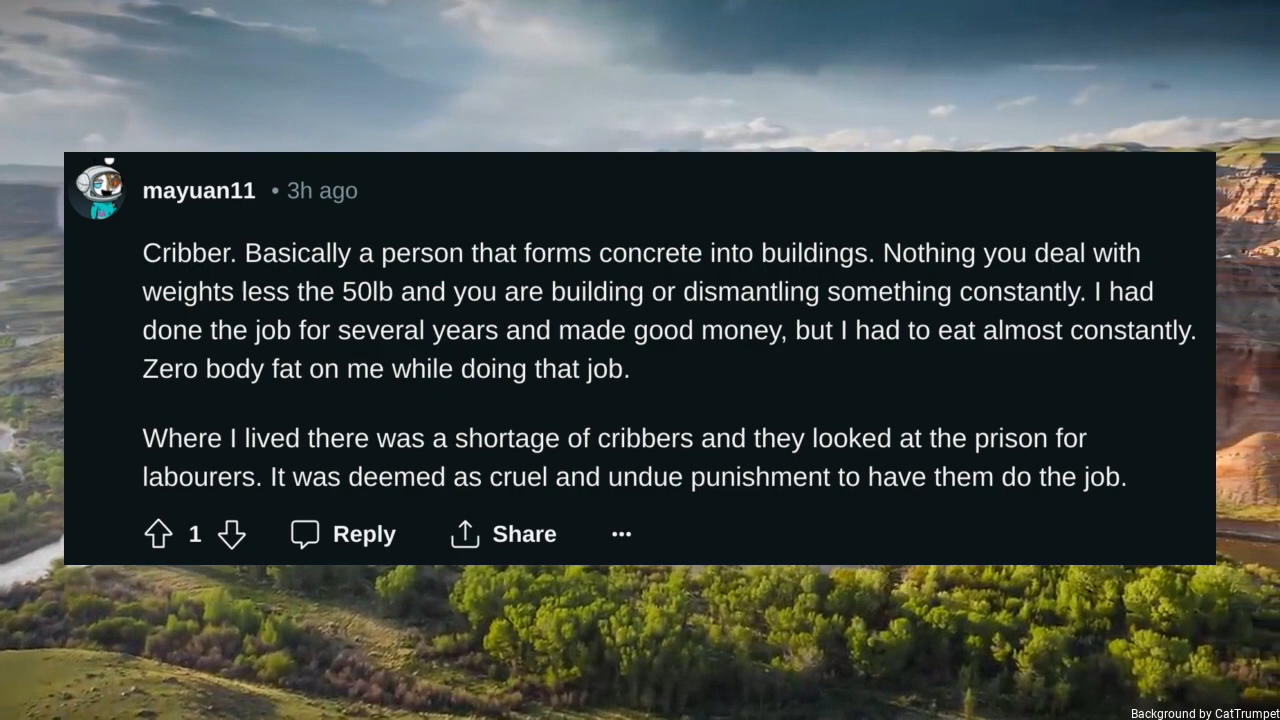 mayuan11 • 3h ago
Cribber. Basically a person that forms concrete into buildings. Nothing you deal with
weights less the 50lb and you are building or dismantling something constantly. I had
done the job for several years and made good money, but I had to eat almost constantly.
Zero body fat on me while doing that job.
Where I lived there was a shortage of cribbers and they looked at the prison for
labourers. It was deemed as cruel and undue punishment to have them do the job.
1 Reply Share ···
Background by CatTrumpet